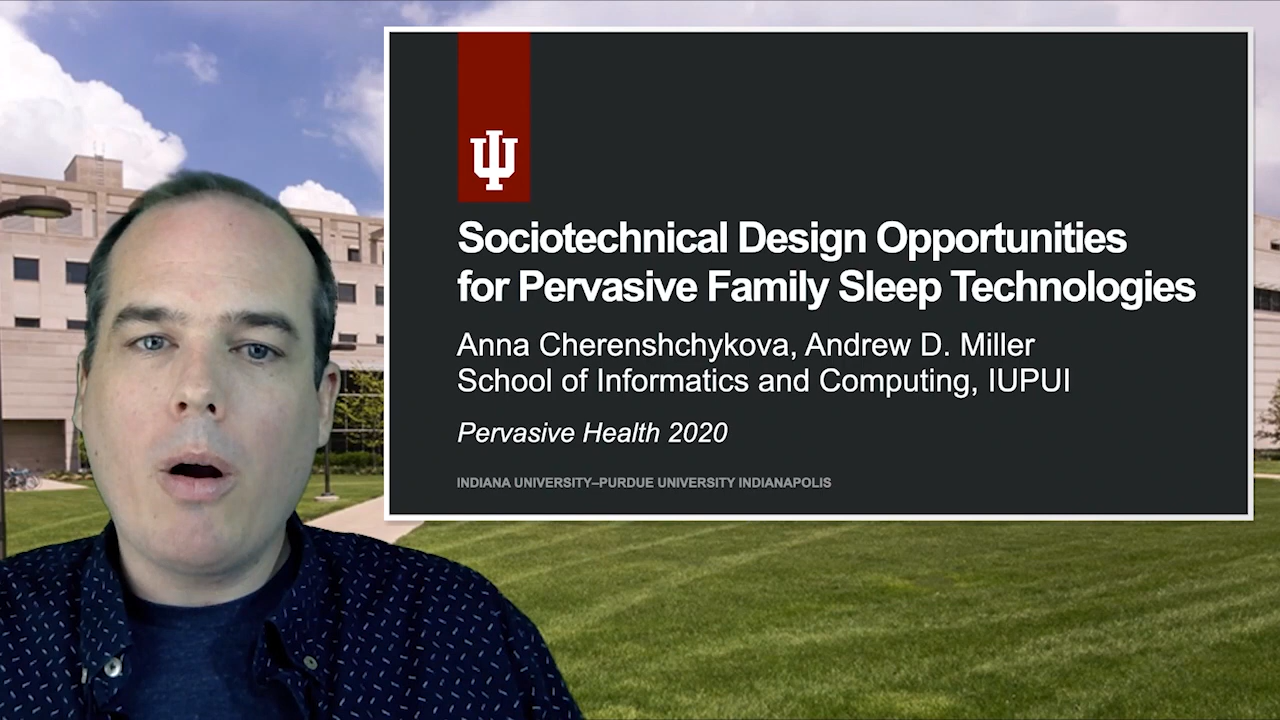 Sociotechnical Design Opportunities
for Pervasive Family Sleep Technologies
Anna Cherenshchykova, Andrew D. Miller
School of Informatics and Computing, IUPUI
Pervasive Health 2020
INDIANA UNIVERSITY–PURDUE UNIVERSITY INDIANAPOLIS